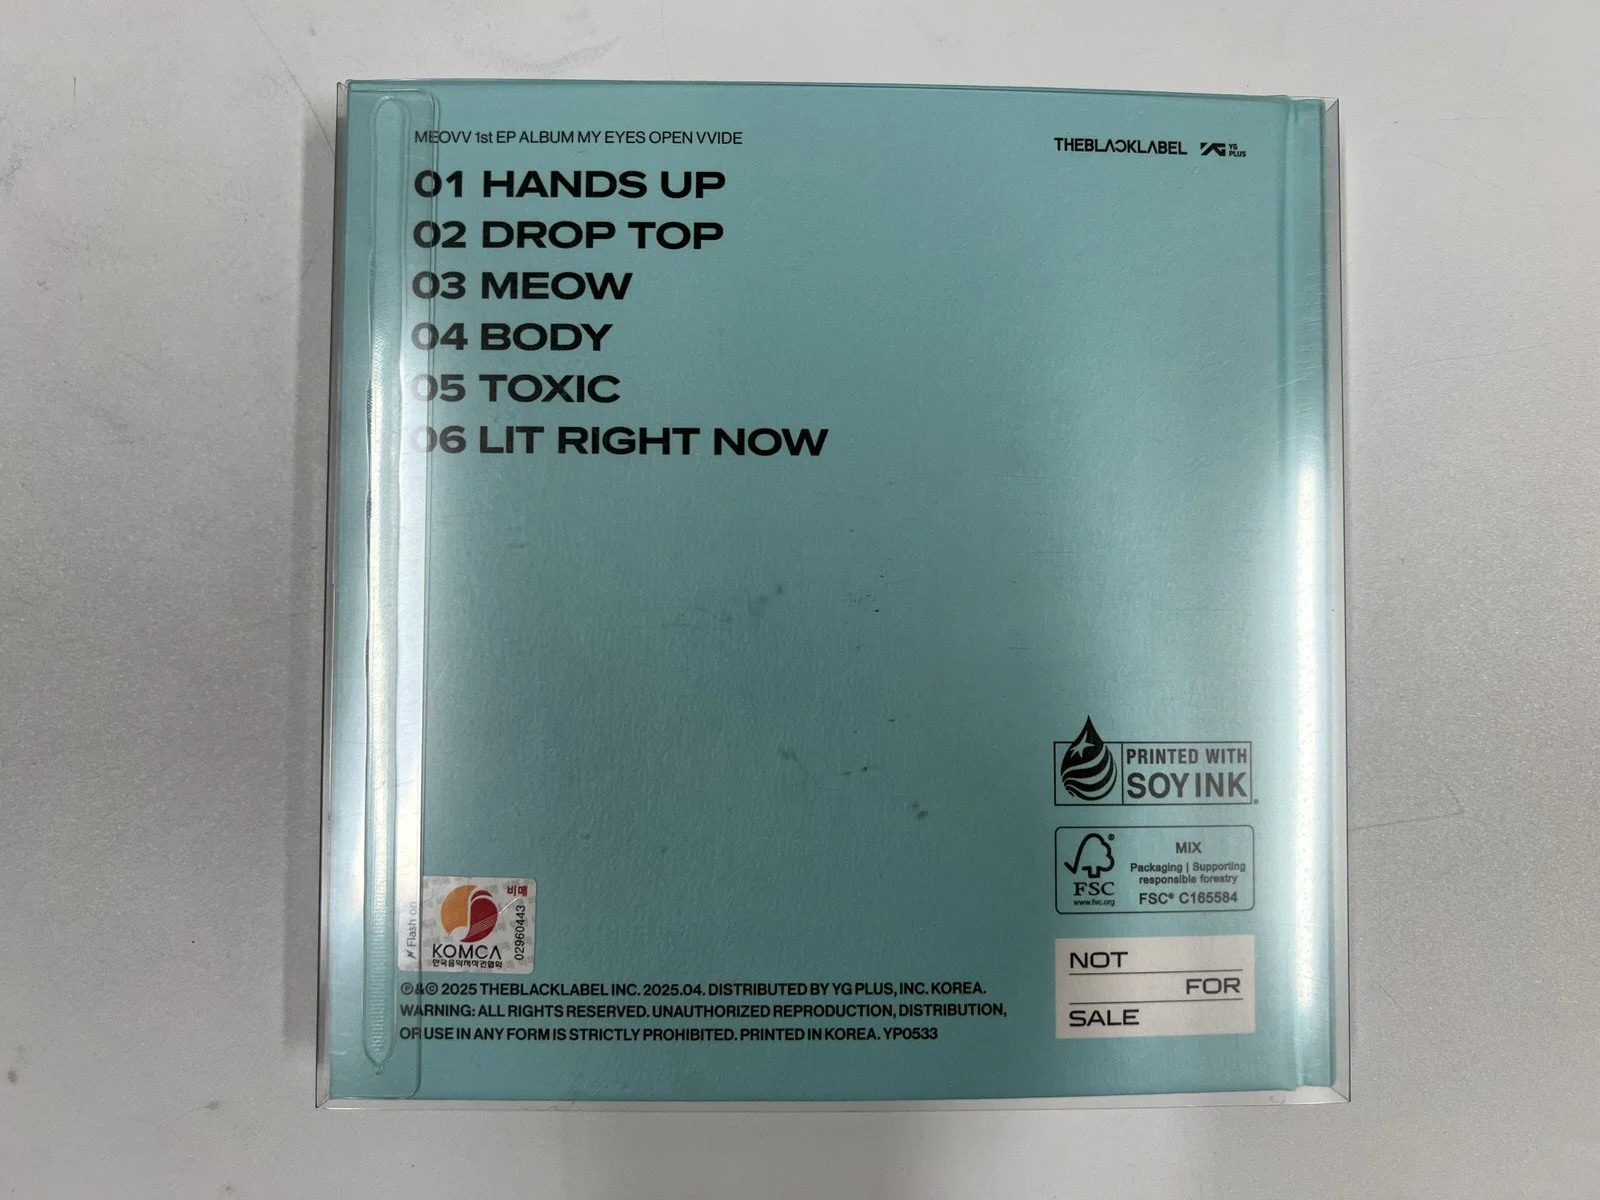 MEOVV 1st EP ALBUM MY EYES OPEN VVIDE
THEBLACKLABEL YG PLUS
01 HANDS UP
02 DROP TOP
03 MEOW
04 BODY
05 TOXIC
06 LIT RIGHT NOW
PRINTED WITH
SOY INK
MIX
Packaging | Supporting
responsible forestry
FSC® C165584
FSC
www.fsc.org
NOT
FOR
SALE
Flash on
비매
02960443
KOMCA
한국음악저작권협회
℗&© 2025 THEBLACKLABEL INC. 2025.04. DISTRIBUTED BY YG PLUS, INC. KOREA.
WARNING: ALL RIGHTS RESERVED. UNAUTHORIZED REPRODUCTION, DISTRIBUTION,
OR USE IN ANY FORM IS STRICTLY PROHIBITED. PRINTED IN KOREA. YP0533